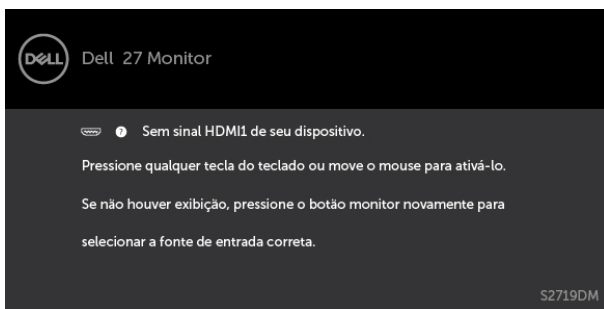 DELL
Dell 27 Monitor
Sem sinal HDMI1 de seu dispositivo.
Pressione qualquer tecla do teclado ou move o mouse para ativá-lo.
Se não houver exibição, pressione o botão monitor novamente para
selecionar a fonte de entrada correta.
S2719DM